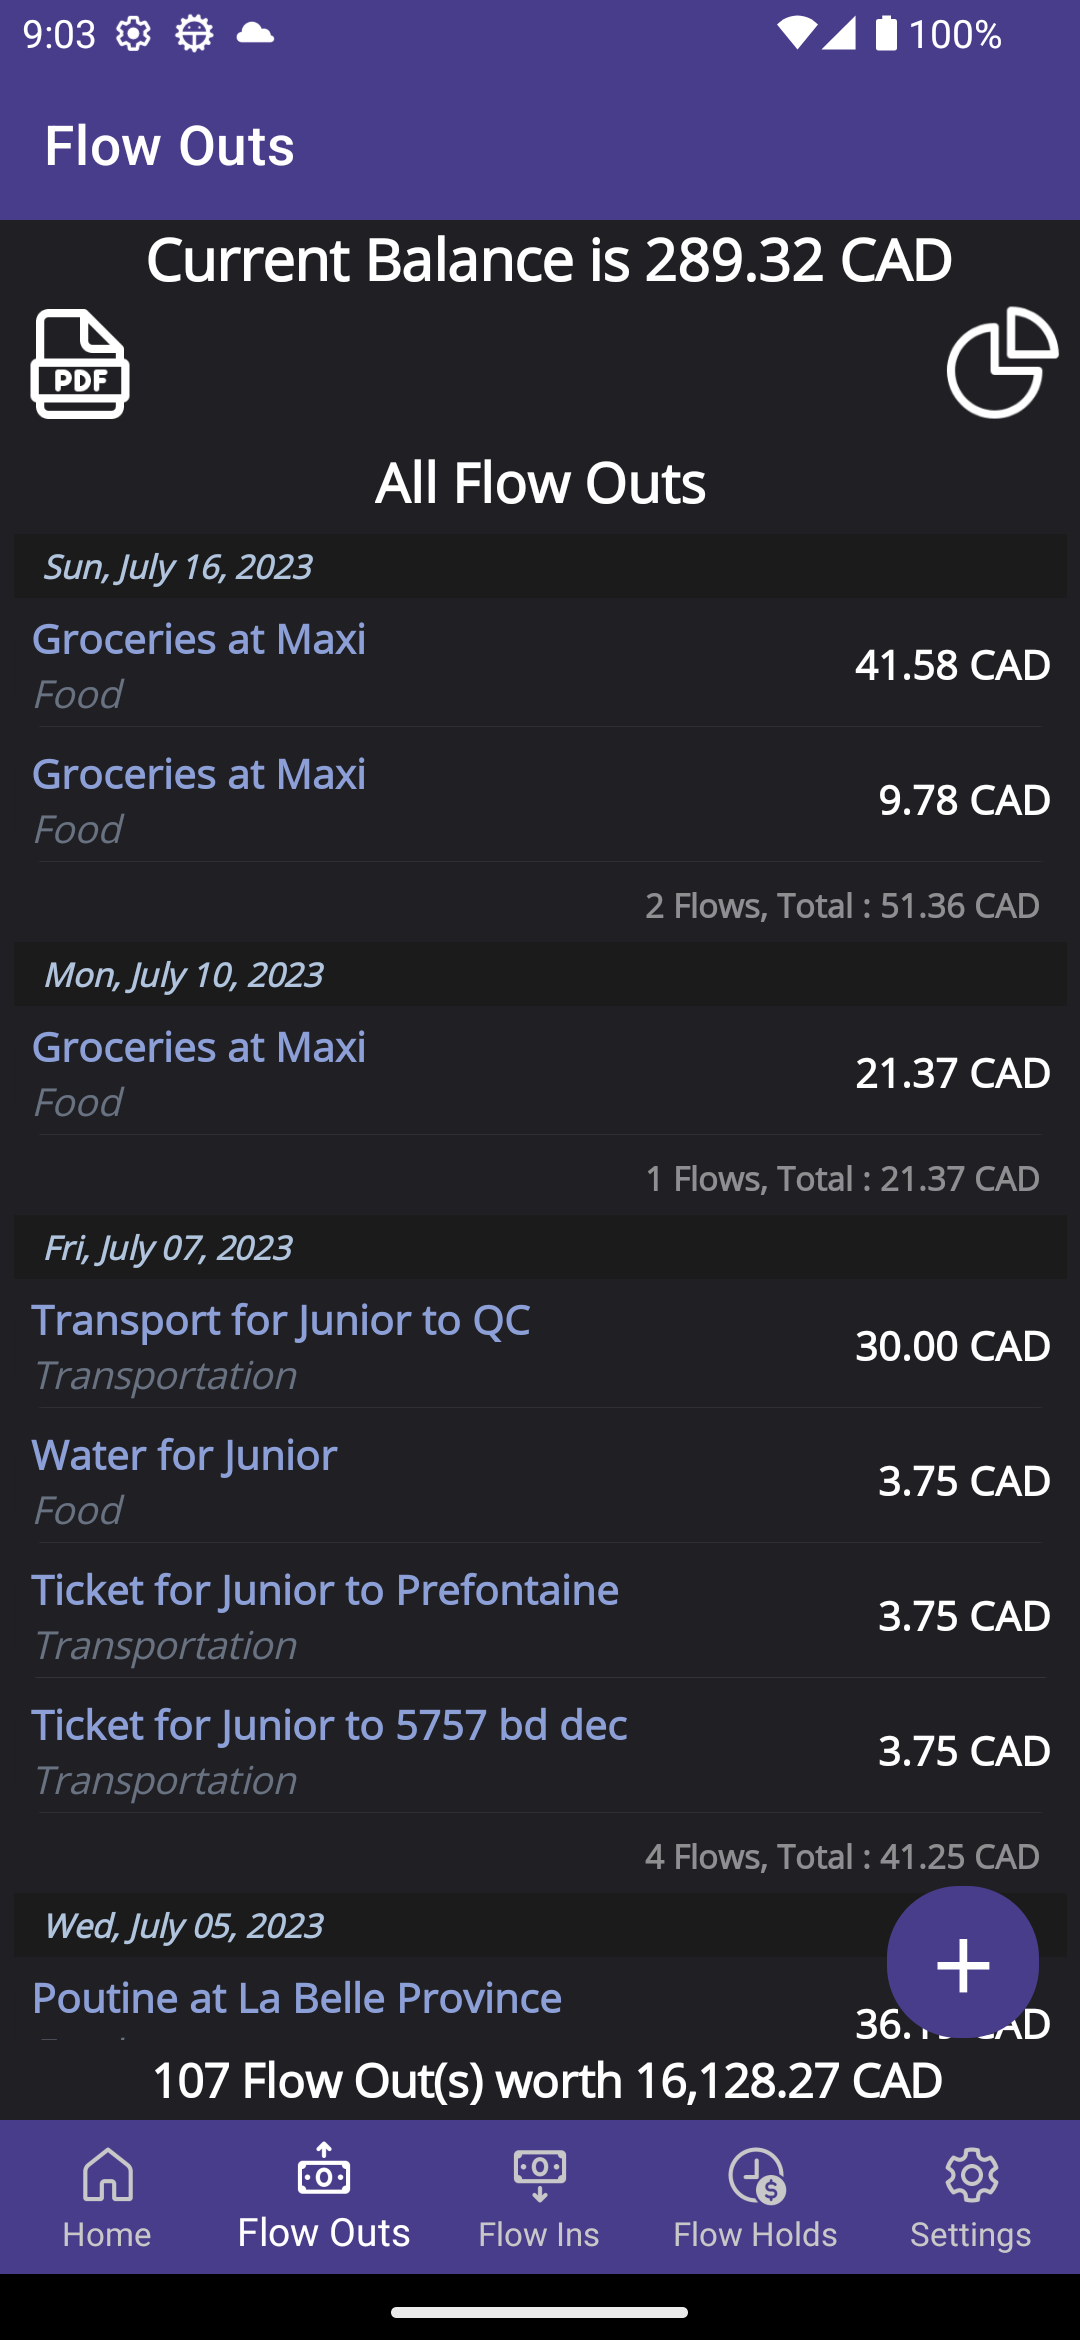 9:03
100%
Flow Outs
Current Balance is 289.32 CAD
PDF
All Flow Outs
Sun, July 16, 2023
Groceries at Maxi
41.58 CAD
Food
Groceries at Maxi
9.78 CAD
Food
2 Flows, Total : 51.36 CAD
Mon, July 10, 2023
Groceries at Maxi
21.37 CAD
Food
1 Flows, Total : 21.37 CAD
Fri, July 07, 2023
Transport for Junior to QC
30.00 CAD
Transportation
Water for Junior
3.75 CAD
Food
Ticket for Junior to Prefontaine
3.75 CAD
Transportation
Ticket for Junior to 5757 bd dec
3.75 CAD
Transportation
4 Flows, Total : 41.25 CAD
Wed, July 05, 2023
Poutine at La Belle Province
107 Flow Out(s) worth 16,128.27 CAD
Home
Flow Outs
Flow Ins
Flow Holds
Settings